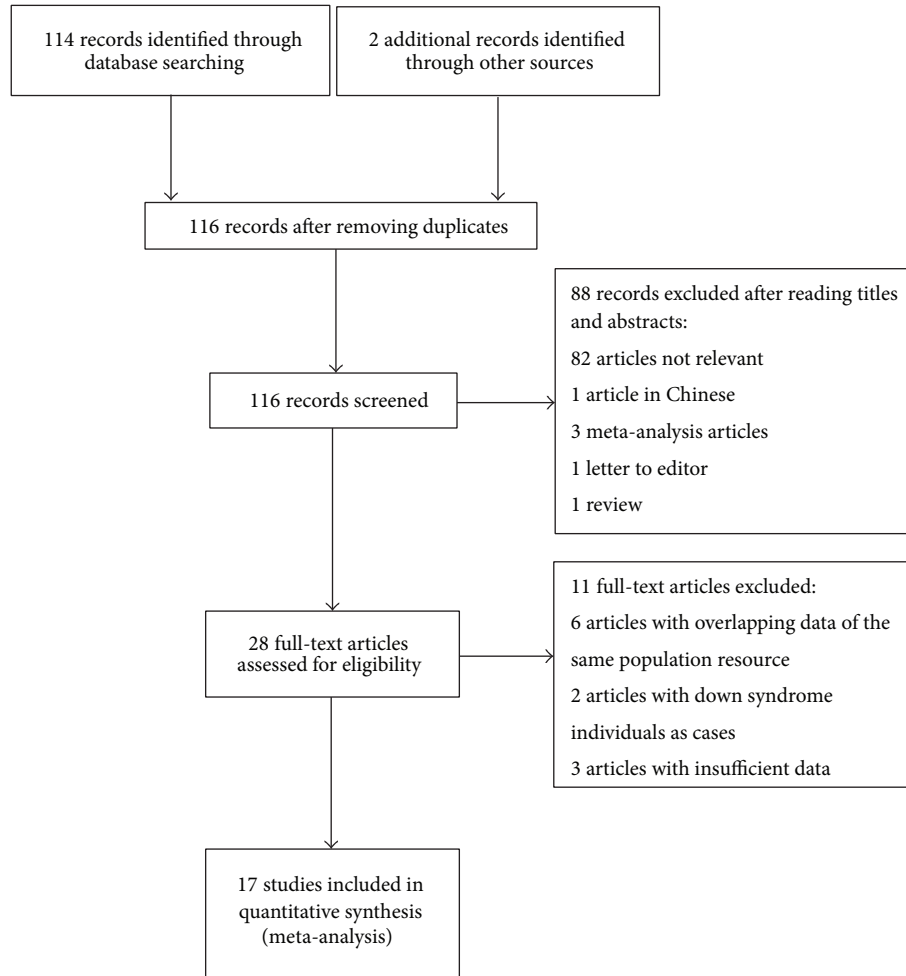 114 records identified through
database searching
2 additional records identified
through other sources
116 records after removing duplicates
88 records excluded after reading titles
and abstracts:
82 articles not relevant
1 article in Chinese
3 meta-analysis articles
1 letter to editor
1 review
116 records screened
11 full-text articles excluded:
6 articles with overlapping data of the
same population resource
2 articles with down syndrome
individuals as cases
3 articles with insufficient data
28 full-text articles
assessed for eligibility
17 studies included in
quantitative synthesis
(meta-analysis)